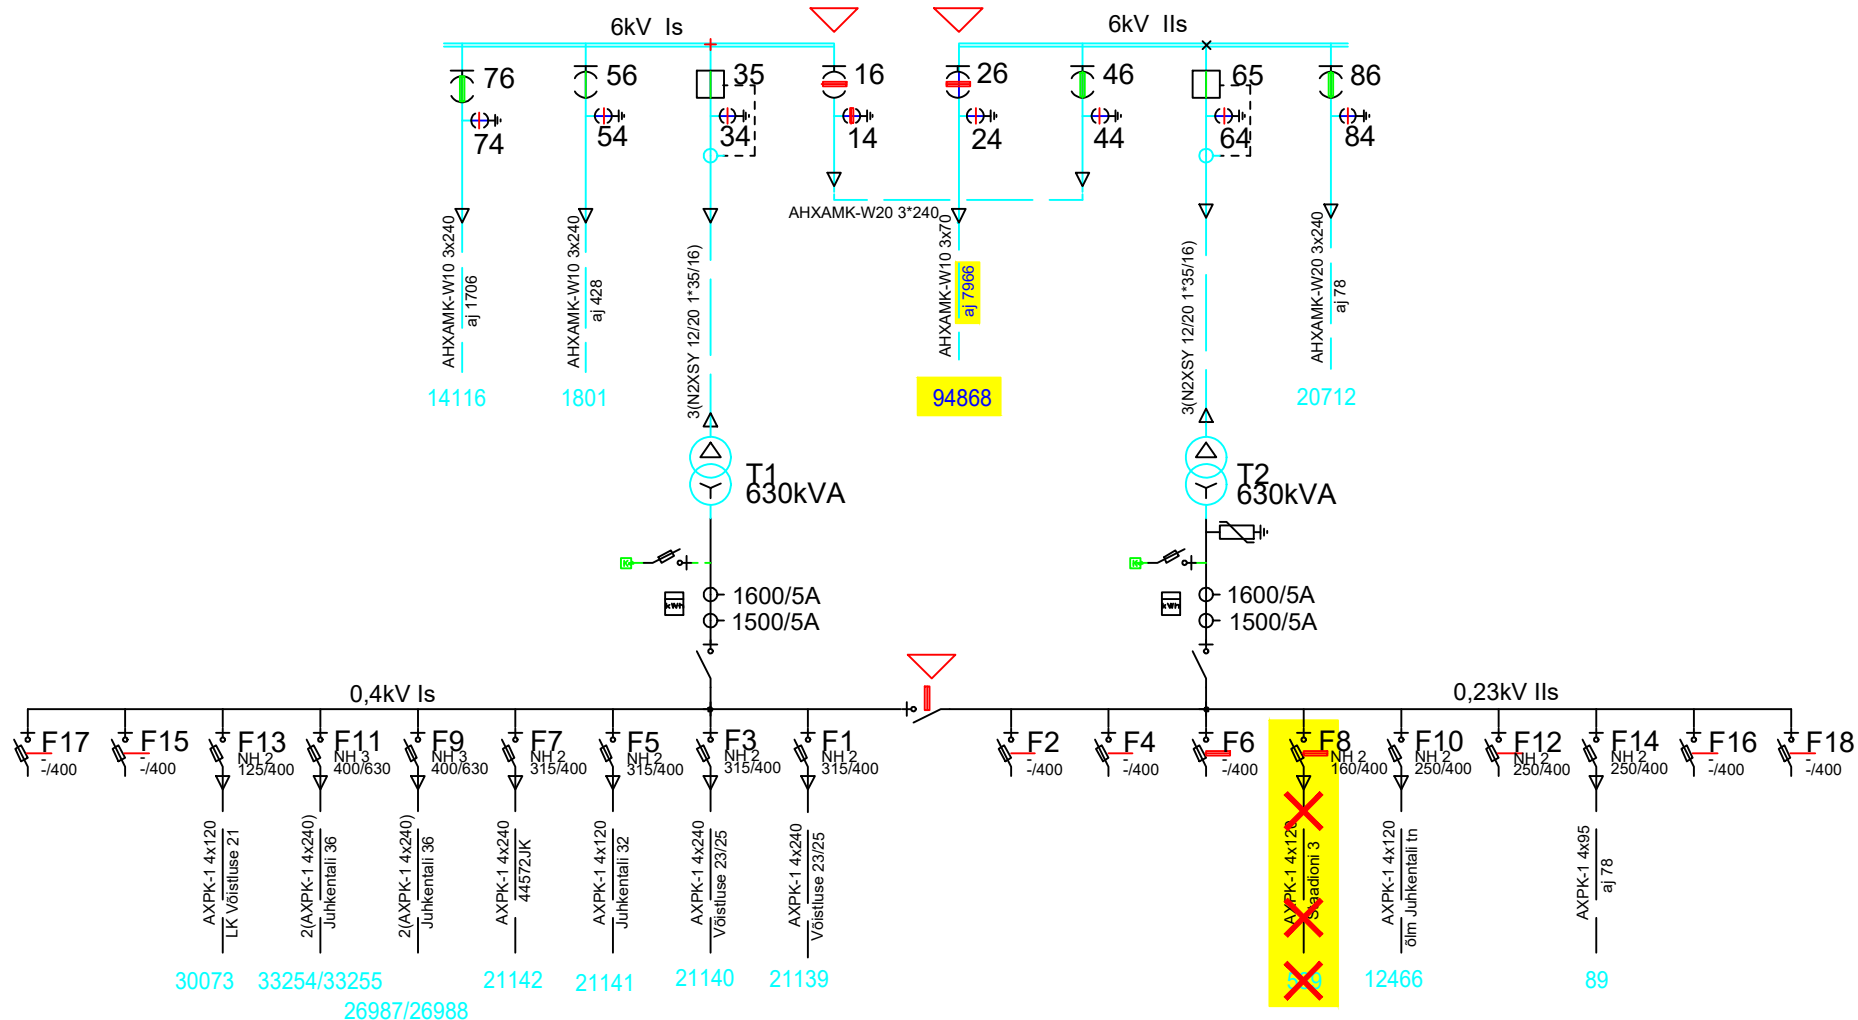 6kV Is
6kV IIs
76
56
35
16
26
46
65
86
74
54
34
14
24
44
64
84
AHXAMK-W20 3*240
AHXAMK-W10 3x240
aj 1706
AHXAMK-W10 3x240
aj 428
3(N2XSY 12/20 1*35/16)
AHXAMK-W10 3x70
aj 7966
3(N2XSY 12/20 1*35/16)
AHXAMK-W20 3x240
aj 78
14116
1801
94868
20712
T1
630kVA
T2
630kVA
1600/5A
1500/5A
kWh
1600/5A
1500/5A
kWh
0,4kV Is
0,23kV IIs
F17
-
-/400
F15
-
-/400
F13
NH 2
125/400
F11
NH 3
400/630
F9
NH 3
400/630
F7
NH 2
315/400
F5
NH 2
315/400
F3
NH 2
315/400
F1
NH 2
315/400
F2
-
-/400
F4
-
-/400
F6
-/400
F8
NH 2
160/400
F10
NH 2
250/400
F12
NH 2
250/400
F14
NH 2
250/400
F16
-
-/400
F18
-
-/400
AXPK-1 4x120
LK Võistluse 21
2(AXPK-1 4x240)
Juhkentali 36
2(AXPK-1 4x240)
Juhkentali 36
AXPK-1 4x240
44572JK
AXPK-1 4x120
Juhkentali 32
AXPK-1 4x240
Võistluse 23/25
AXPK-1 4x240
Võistluse 23/25
AXPK-1 4x120
Staadioni 3
AXPK-1 4x120
õlm Juhkentali tn
AXPK-1 4x95
aj 78
30073
33254/33255
26987/26988
21142
21141
21140
21139
12466
89